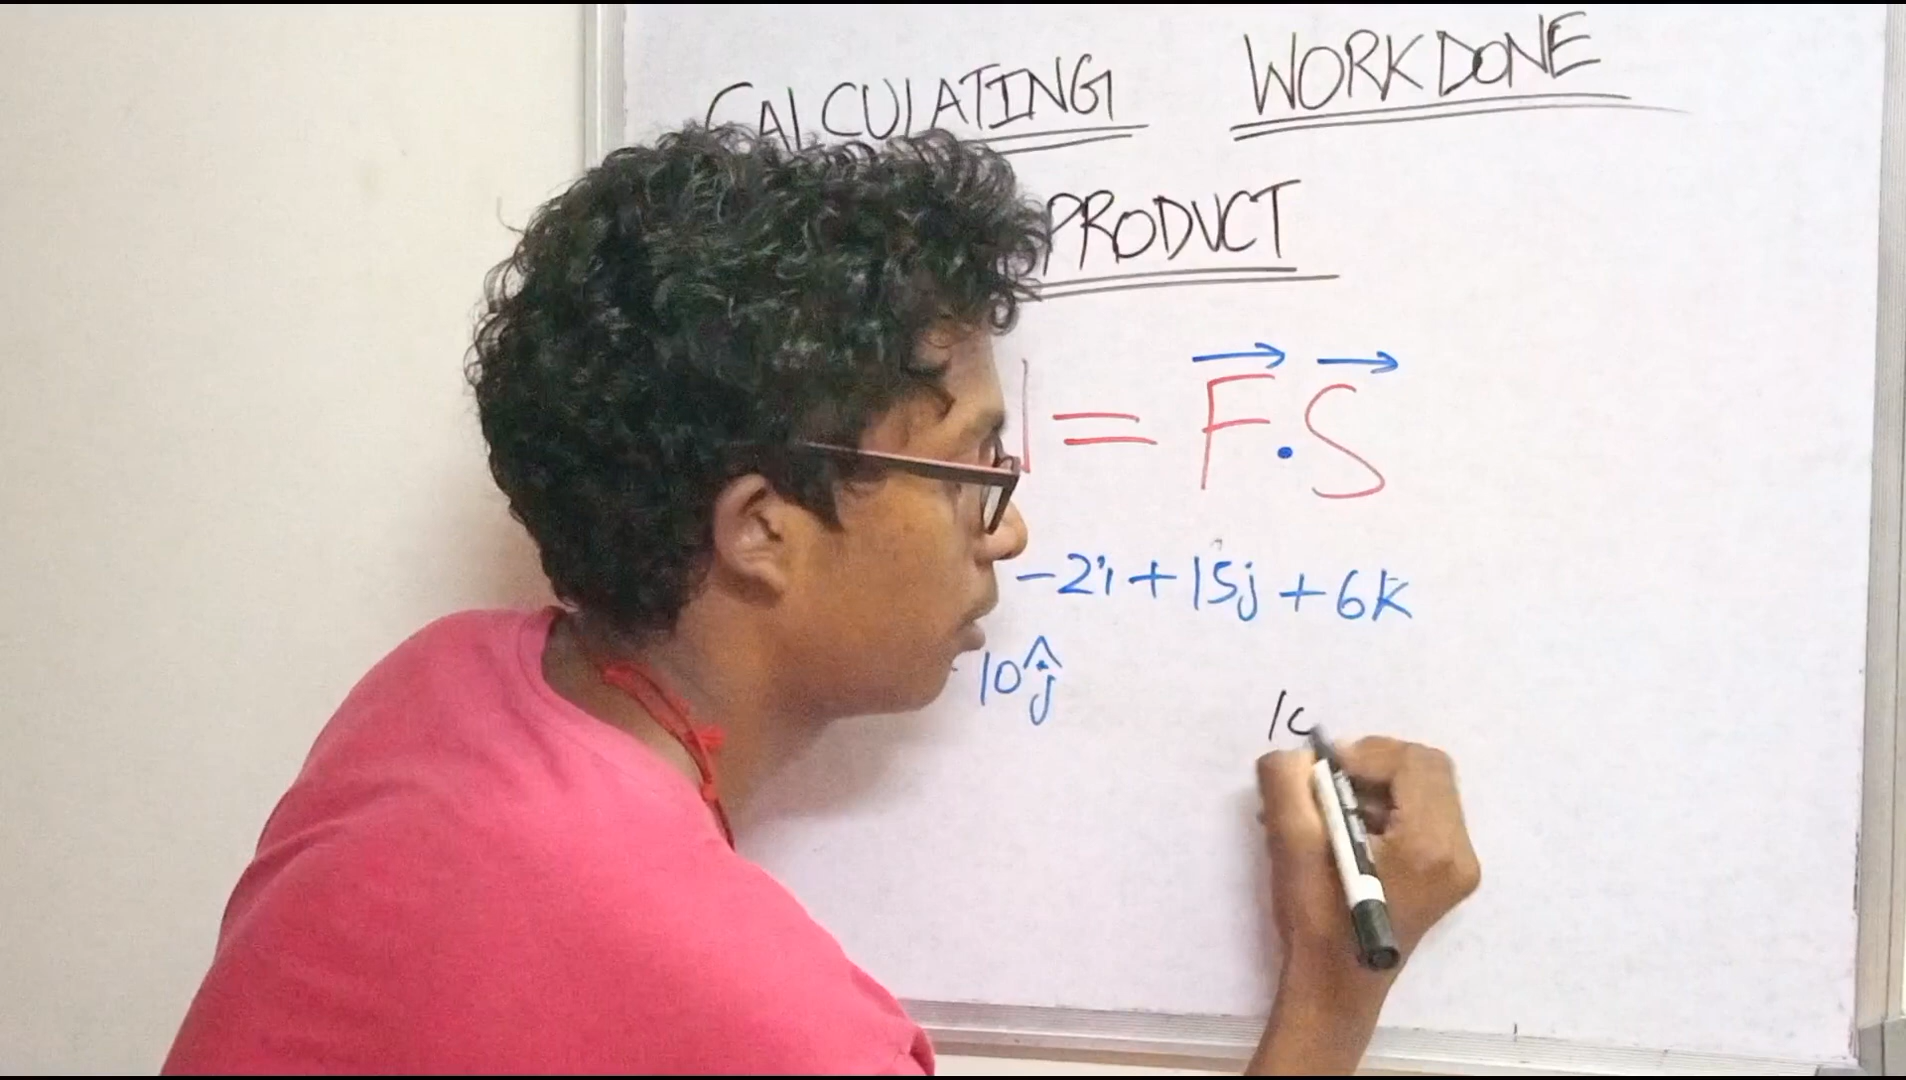 CALCULATING WORKDONE
PRODUCT
= F.S
-2i + 15j + 6k
10ĵ